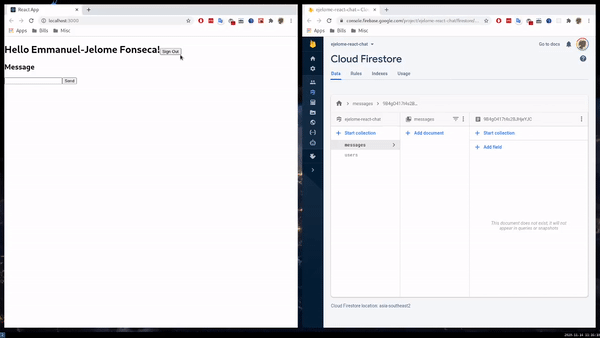 React App
localhost:3000
Apps Bills Misc
Hello Emmanuel-Jelome Fonseca!
Sign Out
Message
Send
ejelome-react-chat – Clo
console.firebase.google.com/project/ejelome-react-chat/firestore/
Apps Bills Misc
ejelome-react-chat
Go to docs
Cloud Firestore
Data Rules Indexes Usage
messages
ejelome-react-chat
messages
Start collection
Add document
Start collection
messages
users
Add field
This document does not exist, it will not
appear in queries or snapshots
Cloud Firestore location: asia-southeast2